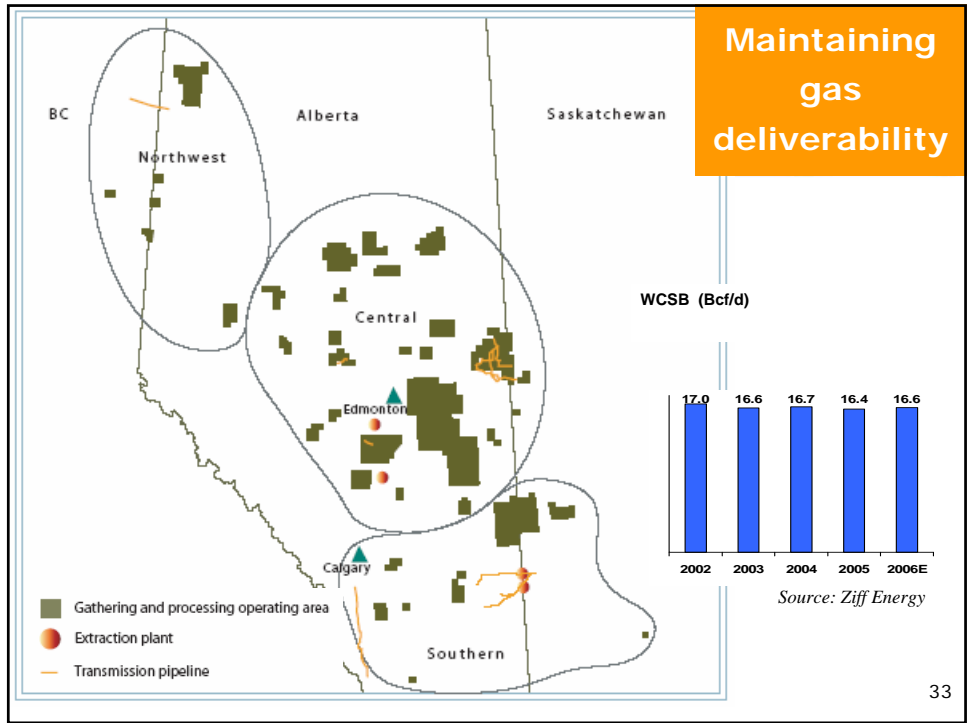 Maintaining
gas
deliverability
BC
Alberta
Saskatchewan
Northwest
Central
Edmonton
Calgary
Southern
Gathering and processing operating area
Extraction plant
Transmission pipeline
WCSB (Bcf/d)
17.0 16.6 16.7 16.4 16.6
2002 2003 2004 2005 2006E
Source: Ziff Energy
33